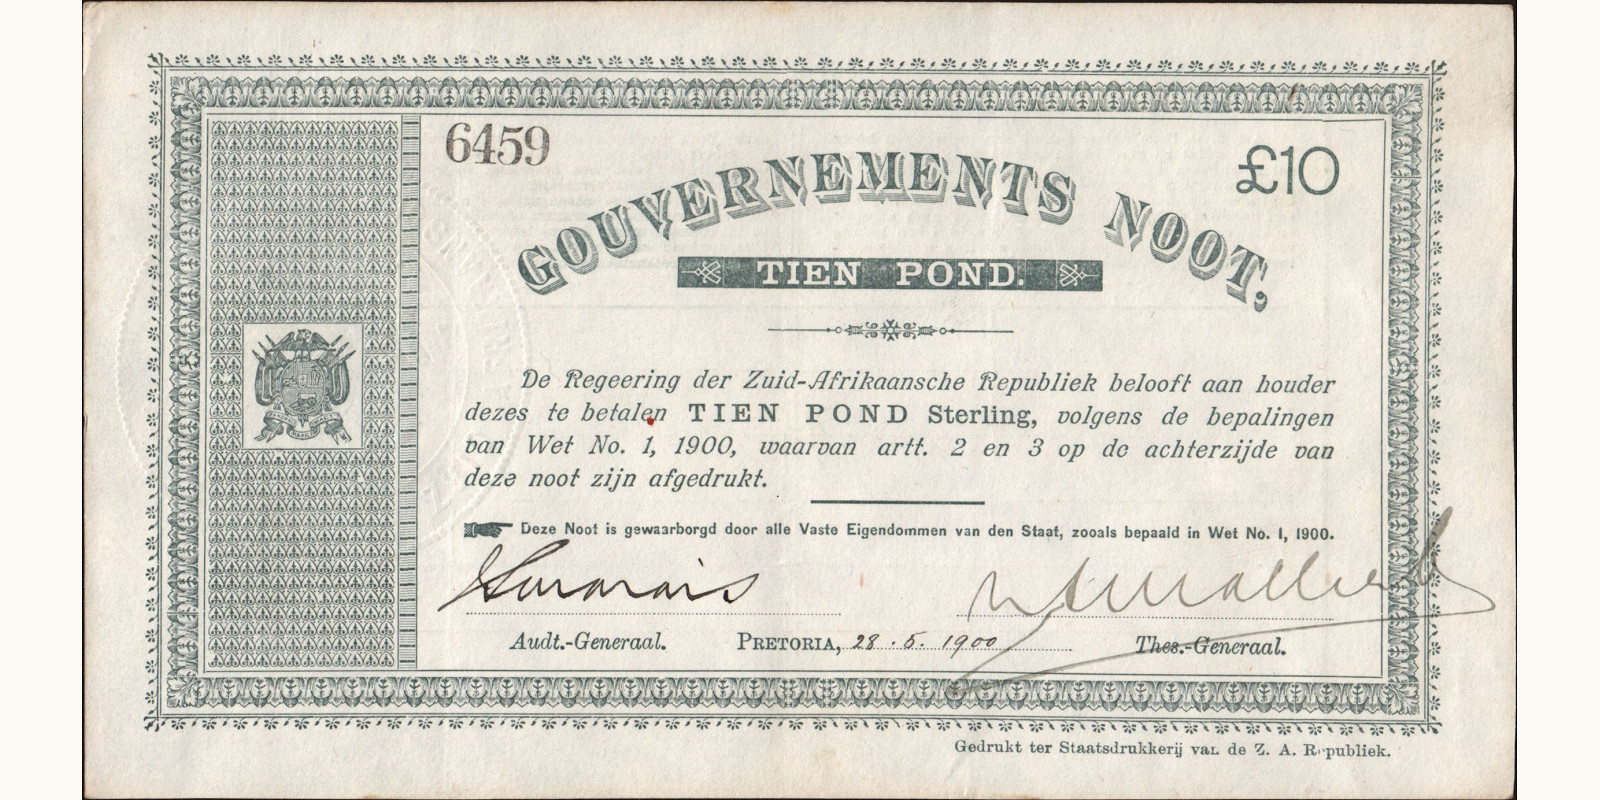 6459
£10
GOUVERNEMENTS NOOT,
TIEN POND.
De Regeering der Zuid-Afrikaansche Republiek belooft aan houder
dezes te betalen TIEN POND Sterling, volgens de bepalingen
van Wet No. 1, 1900, waarvan artt. 2 en 3 op de achterzijde van
deze noot zijn afgedrukt.
Deze Noot is gewaarborgd door alle Vaste Eigendommen van den Staat, zooals bepaald in Wet No. 1, 1900.
Audt.-Generaal. PRETORIA, 28.5.1900 Thes.-Generaal.
Gedrukt ter Staatsdrukkerij van de Z. A. Republiek.